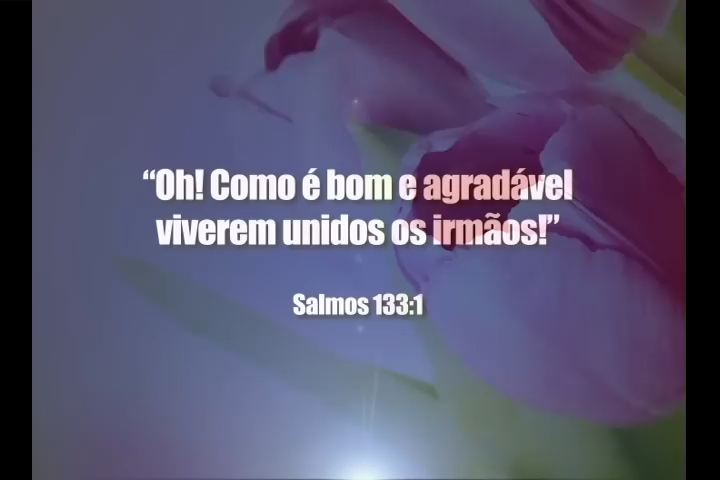 “Oh! Como é bom e agradável
viverem unidos os irmãos!”
Salmos 133:1